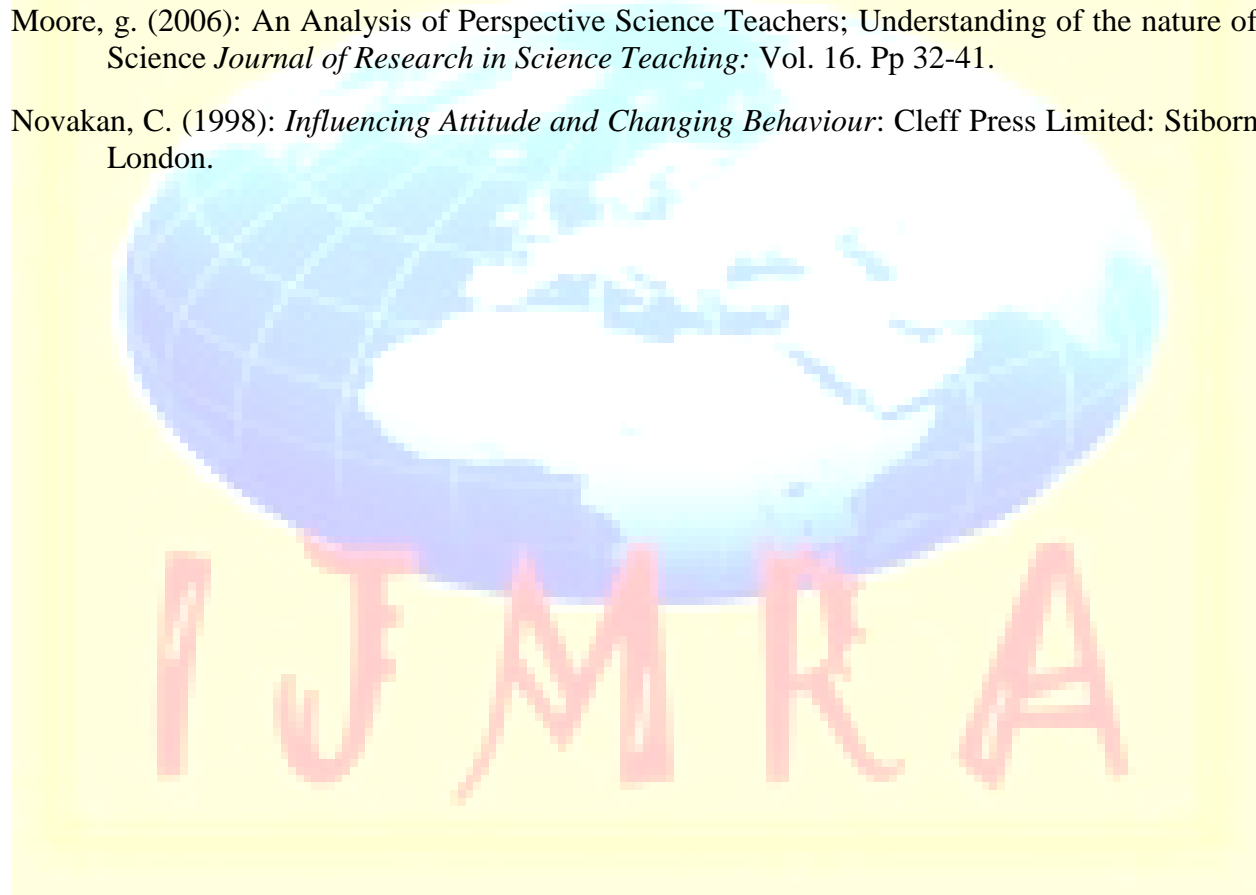 Moore, g. (2006): An Analysis of Perspective Science Teachers; Understanding of the nature of
Science Journal of Research in Science Teaching: Vol. 16. Pp 32-41.
Novakan, C. (1998): Influencing Attitude and Changing Behaviour: Cleff Press Limited: Stiborn
London.
IJMRA